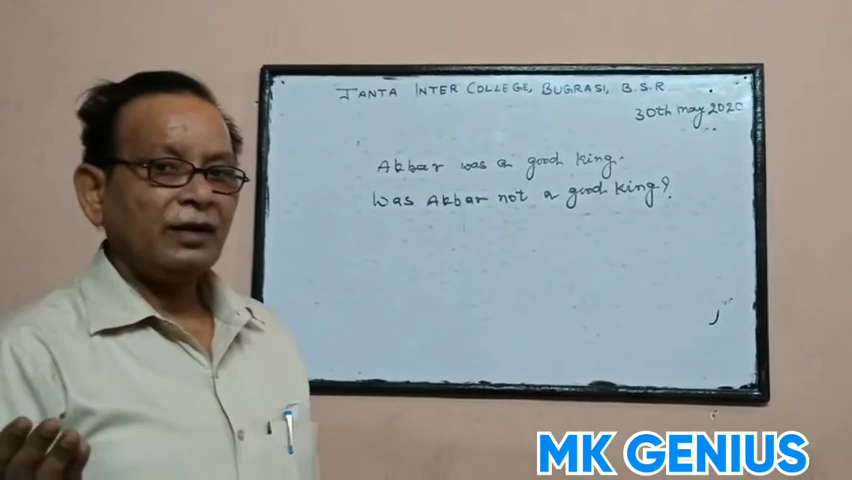 JANTA INTER COLLEGE, BUGRASI, B.S.R
30th May 2020
Akbar was a good king.
Was Akbar not a good king?
MK GENIUS